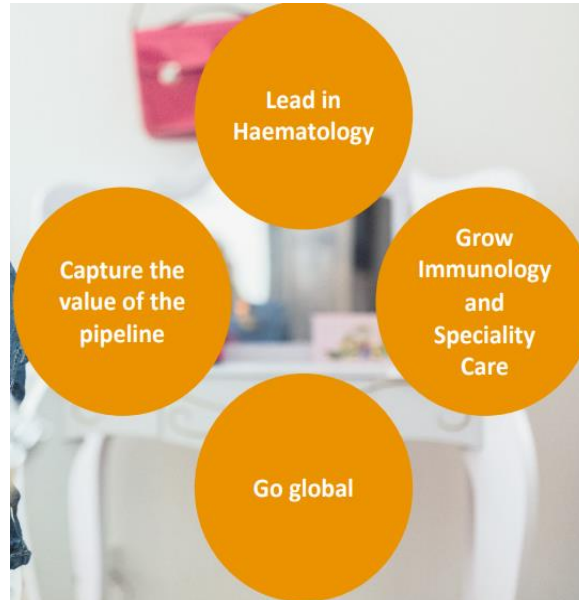 Lead in
Haematology
Capture the
value of the
pipeline
Grow
Immunology
and
Speciality
Care
Go global